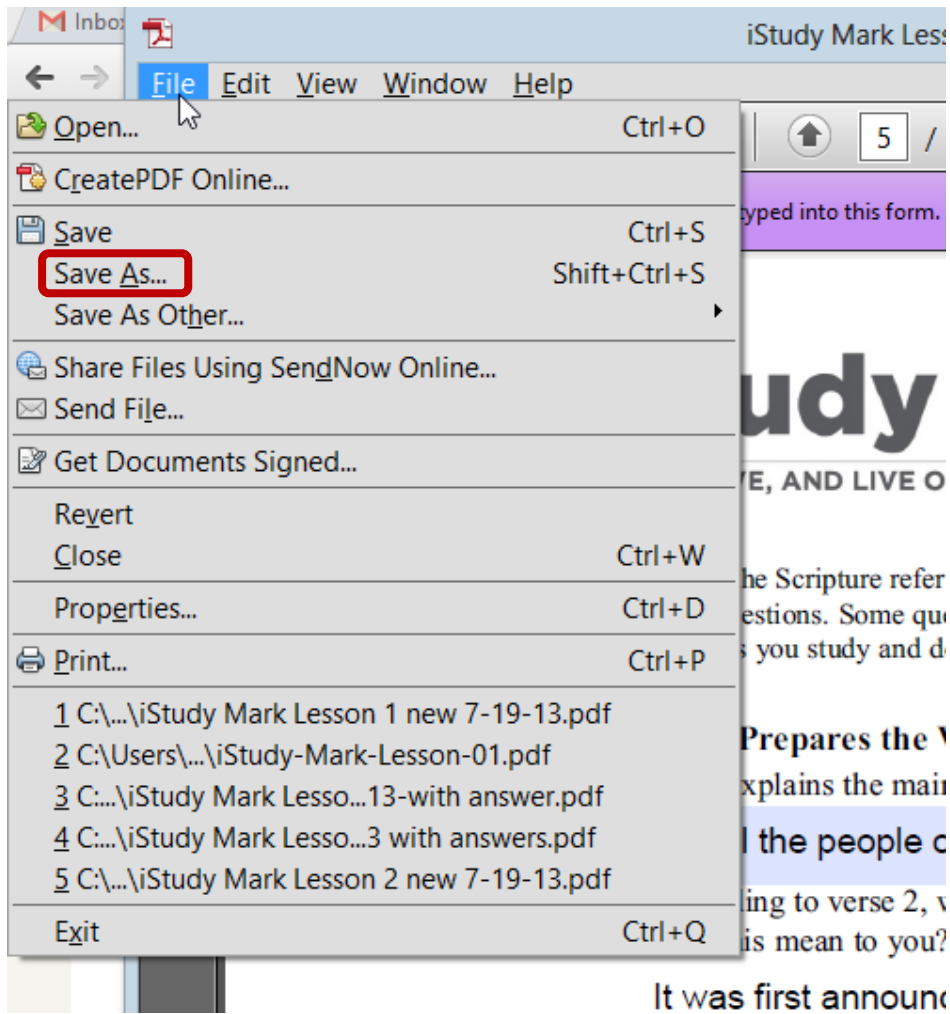 Inbo
iStudy Mark Less
File Edit View Window Help
Open... Ctrl+O
5 /
CreatePDF Online...
typed into this form.
Save Ctrl+S
Save As... Shift+Ctrl+S
Save As Other...
Share Files Using SendNow Online...
Send File...
udy
Get Documents Signed...
E, AND LIVE O
Revert
Close Ctrl+W
he Scripture refer
Properties... Ctrl+D
estions. Some que
Print... Ctrl+P
you study and d
1 C:\...\iStudy Mark Lesson 1 new 7-19-13.pdf
Prepares the
2 C:\Users\...\iStudy-Mark-Lesson-01.pdf
xplains the main
3 C:...\iStudy Mark Lesso...13-with answer.pdf
4 C:...\iStudy Mark Lesso...3 with answers.pdf
the people o
5 C:\...\iStudy Mark Lesson 2 new 7-19-13.pdf
ing to verse 2,
Exit Ctrl+Q
is mean to you?
It was first announc